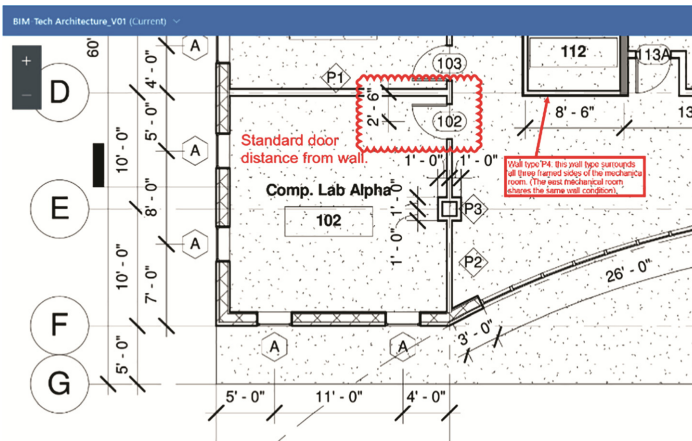 BIM Tech Architecture_V01 (Current)
60'
A
4' - 0"
P1
103
112
13A
D
5' - 0"
2' - 6"
102
8' - 6"
13
10' - 0"
A
Standard door
distance from wall.
1' - 0"
1' - 0"
Wall type P4, this wall type surrounds
all three framed sides of the mechanical
room. (The east mechanical room
shares the same wall condition).
E
8' - 0"
Comp. Lab Alpha
102
1' - 0"
P3
1' - 0"
A
P2
10' - 0"
7' - 0"
26' - 0"
F
3' - 0"
A
A
5' - 0"
G
5' - 0"
11' - 0"
4' - 0"